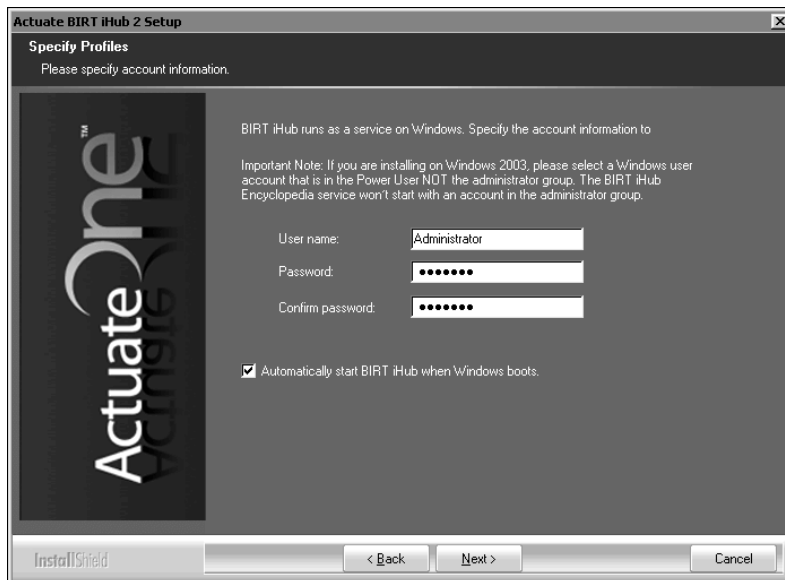 Actuate BIRT iHub 2 Setup
Specify Profiles
Please specify account information.
ActuateOne™
BIRT iHub runs as a service on Windows. Specify the account information to
Important Note: If you are installing on Windows 2003, please select a Windows user
account that is in the Power User NOT the administrator group. The BIRT iHub
Encyclopedia service won't start with an account in the administrator group.
User name:
Administrator
Password:
•••••••
Confirm password:
•••••••
Automatically start BIRT iHub when Windows boots.
InstallShield
< Back
Next >
Cancel